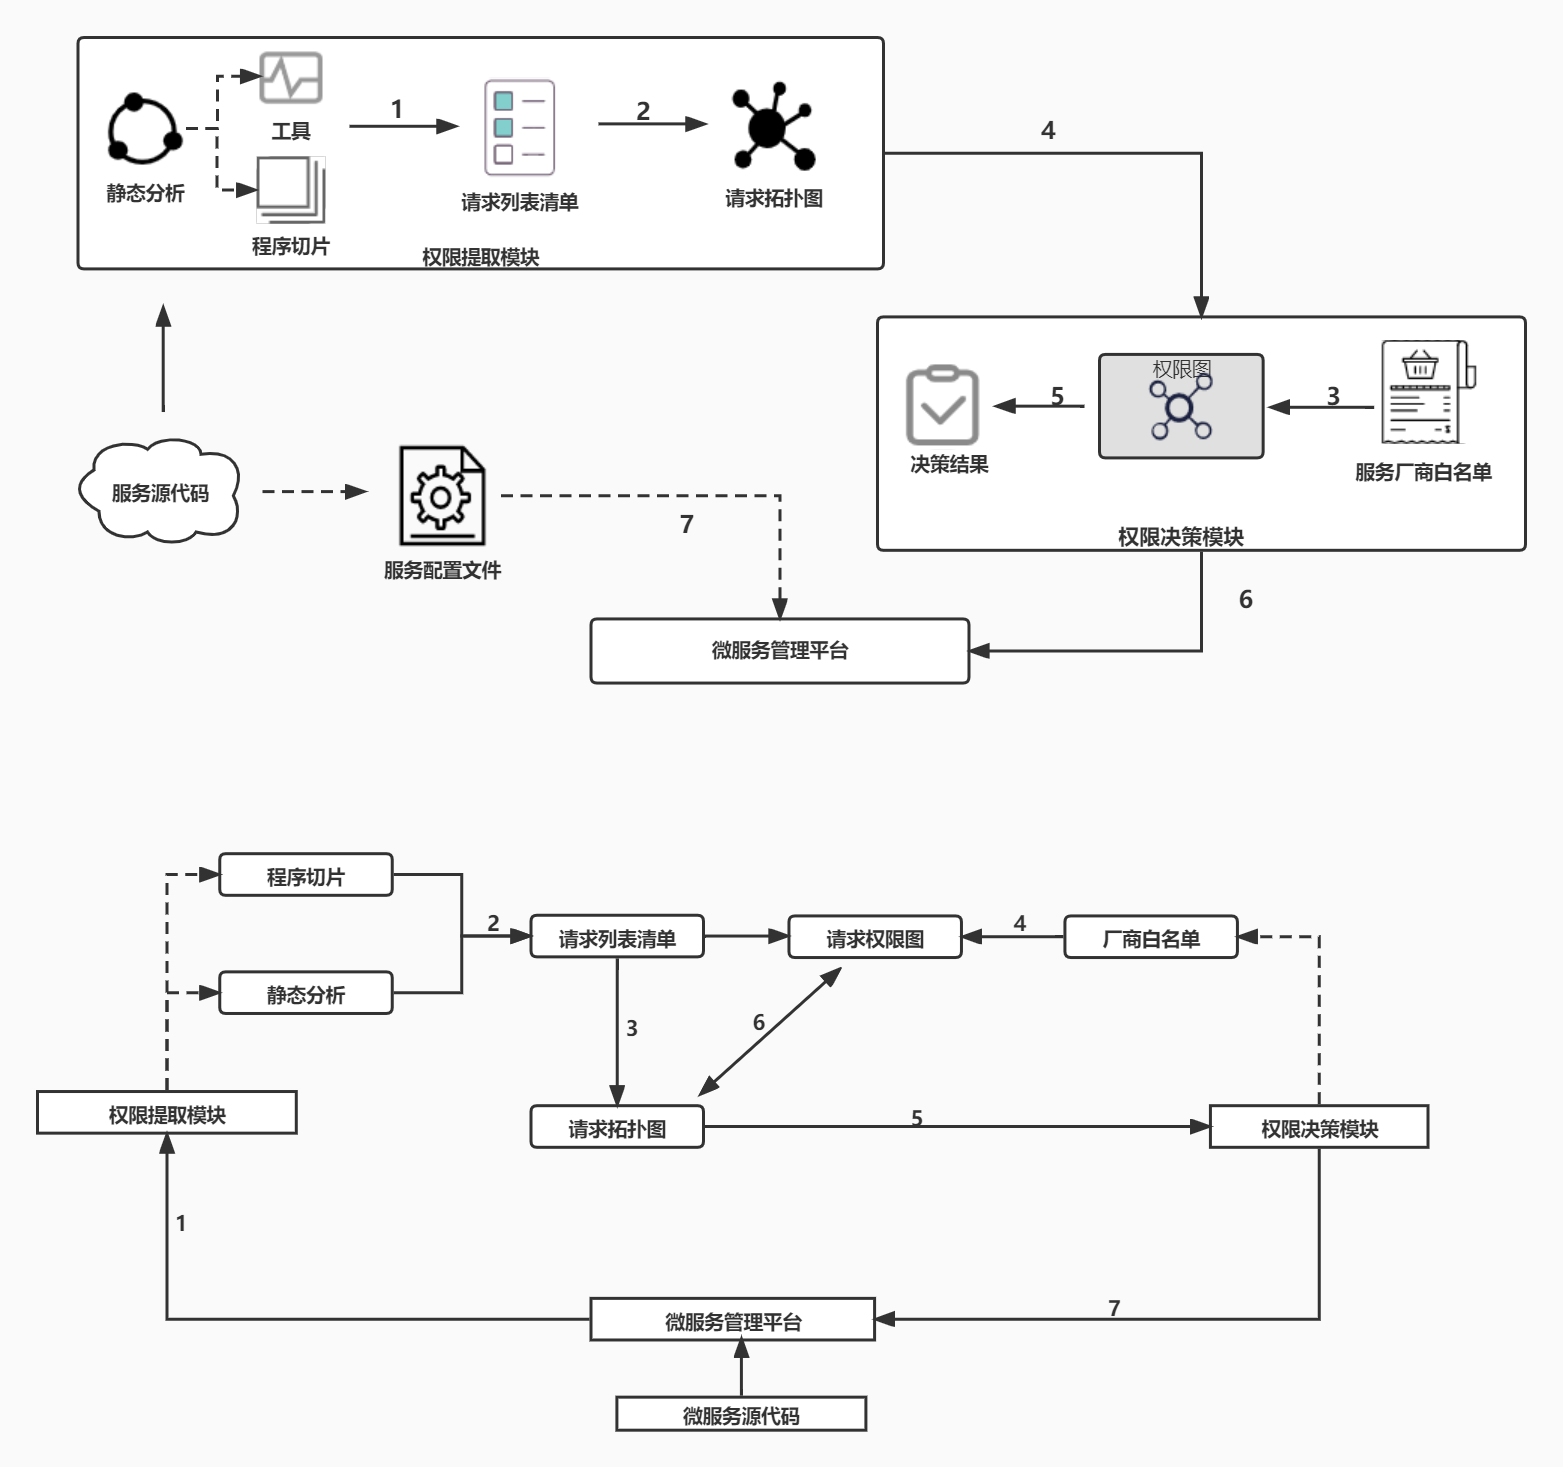 工具
1
2
静态分析
请求列表清单
请求拓扑图
程序切片
权限提取模块
4
权限图
5
3
决策结果
服务厂商白名单
权限决策模块
服务源代码
7
服务配置文件
6
微服务管理平台
程序切片
2
请求列表清单
请求权限图
4
厂商白名单
静态分析
3
6
权限提取模块
请求拓扑图
5
权限决策模块
1
7
微服务管理平台
微服务源代码